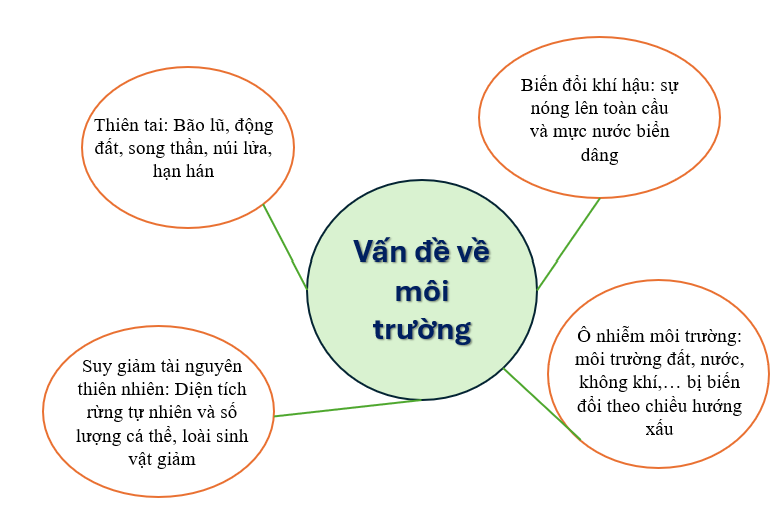 Thiên tai: Bão lũ, động
đất, song thần, núi lửa,
hạn hán
Biến đổi khí hậu: sự
nóng lên toàn cầu
và mực nước biển
dâng
Vấn đề về
môi
trường
Suy giảm tài nguyên
thiên nhiên: Diện tích
rừng tự nhiên và số
lượng cá thể, loài sinh
vật giảm
Ô nhiễm môi trường:
môi trường đất, nước,
không khí,… bị biến
đổi theo chiều hướng
xấu